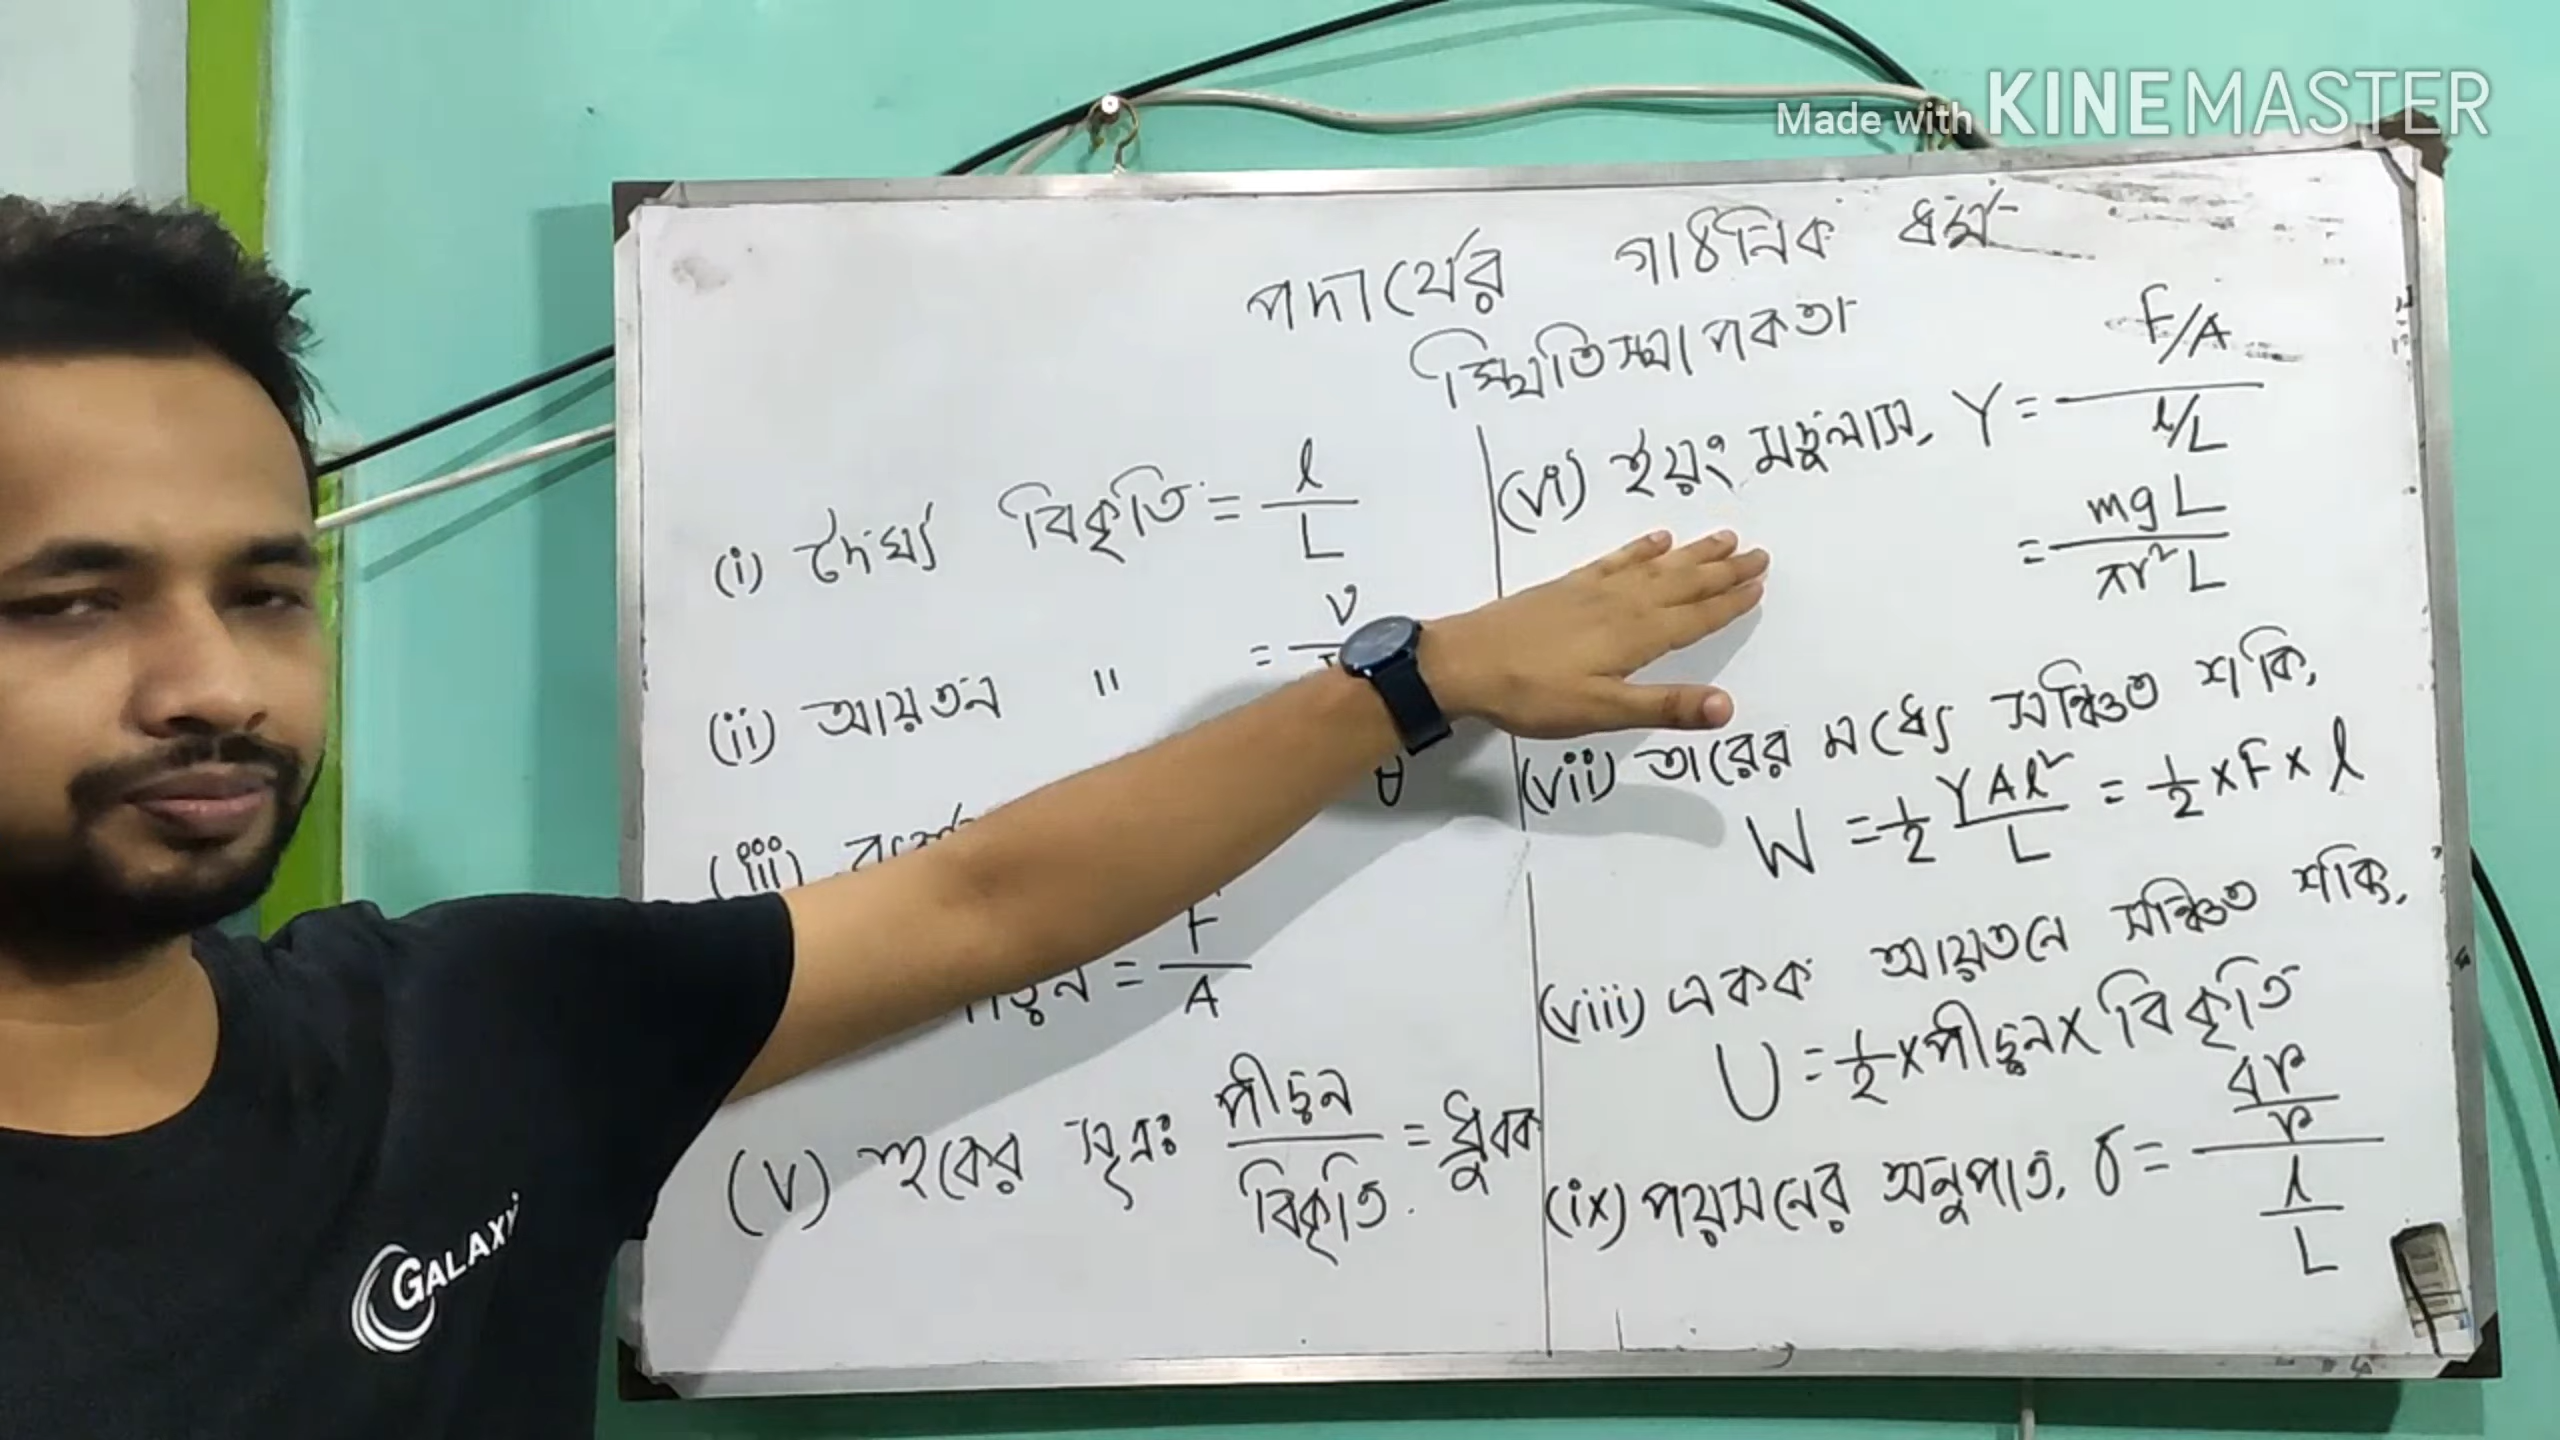 Made with KINEMASTER
পদার্থের গাঠনিক ধর্ম
স্থিতিস্থাপকতা
(i) দৈর্ঘ্য বিকৃতি = l/L
(ii) আয়তন " = v
(iii)
θ
= F/A
(v) হুকের সূত্রঃ পীড়ন/বিকৃতি = ধ্রুবক
(vi) ইয়ং মডুলাস, Y = (F/A)/(l/L)
= mgL/πr²L
(vii) তারের মধ্যে সঞ্চিত শক্তি,
W = 1/2 YAl²/L = 1/2 × F × l
(viii) একক আয়তনে সঞ্চিত শক্তি,
U = 1/2 × পীড়ন × বিকৃতি
(ix) পয়সনের অনুপাত, σ = (Δr/r)/(l/L)
GALAXY